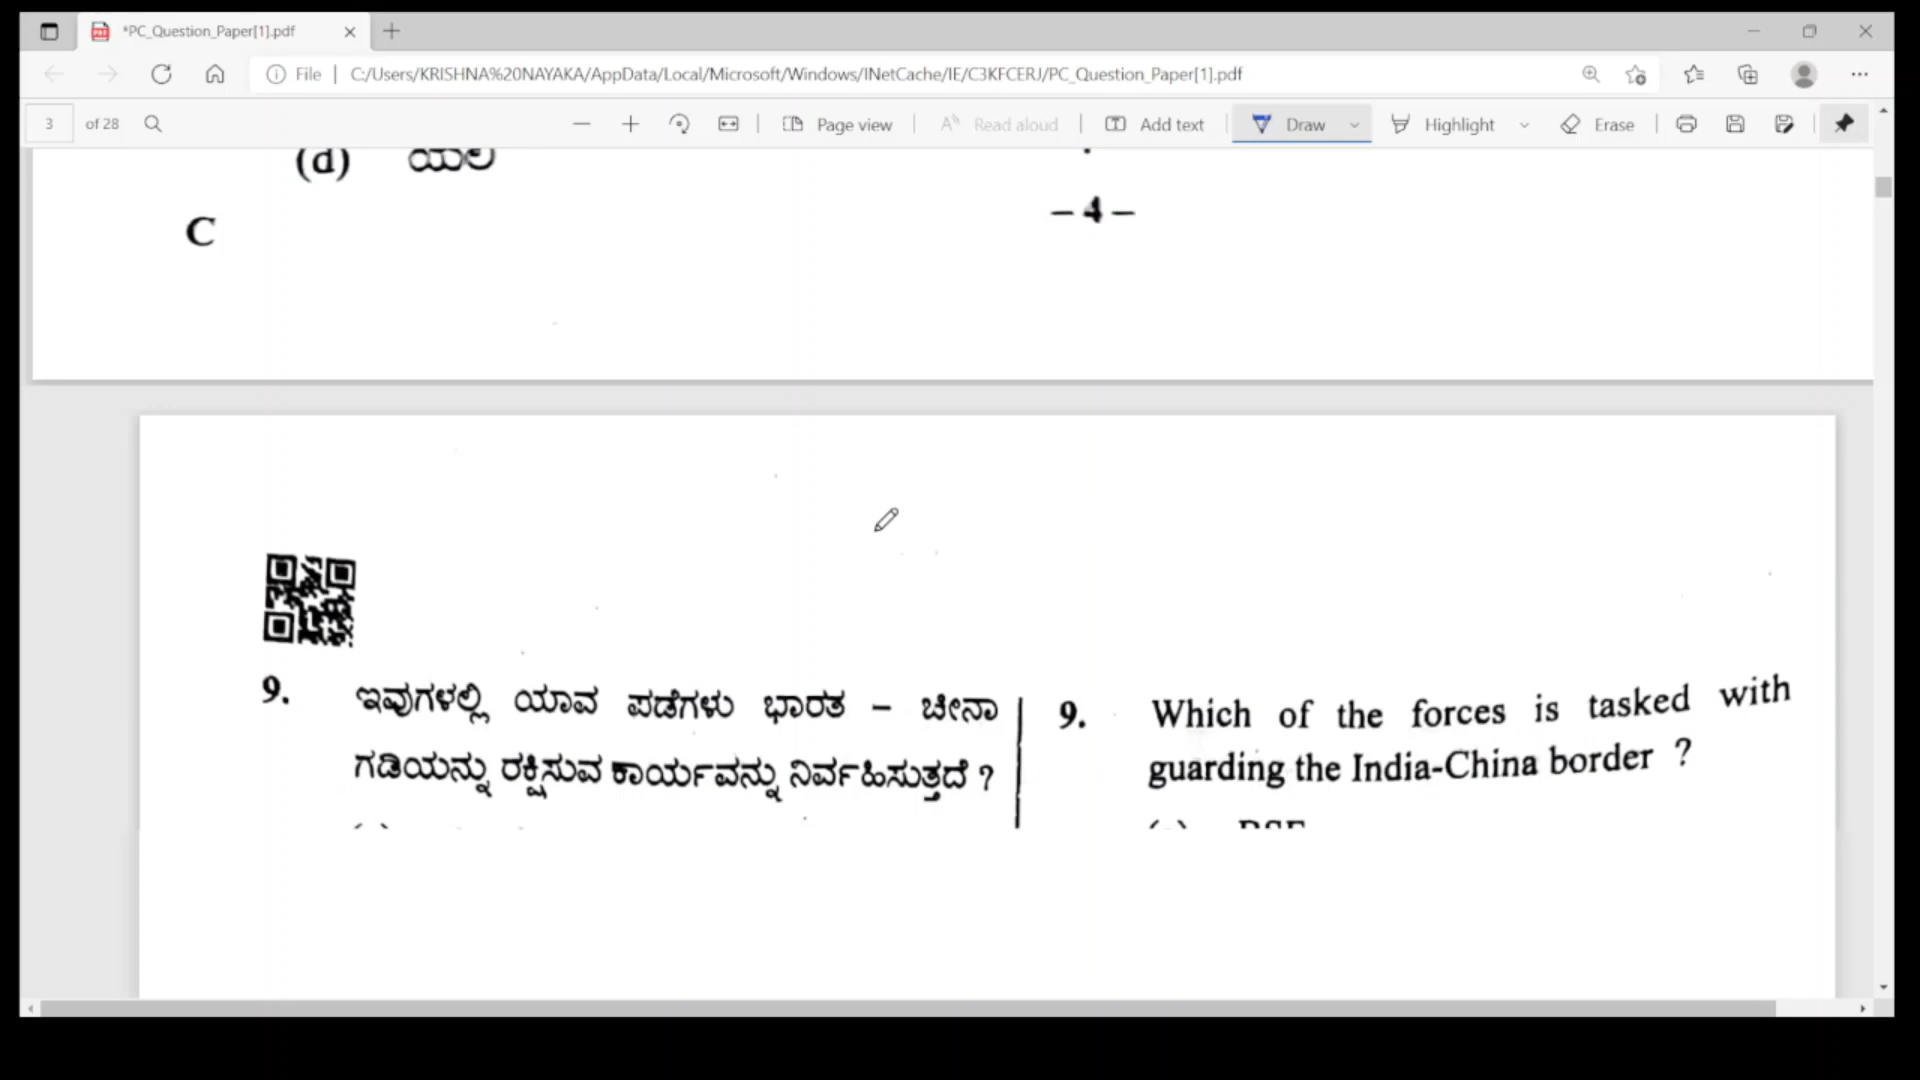 *PC_Question_Paper[1].pdf
File | C:/Users/KRISHNA%20NAYAKA/AppData/Local/Microsoft/Windows/INetCache/IE/C3KFCERJ/PC_Question_Paper[1].pdf
3 of 28 Page view Read aloud Add text Draw Highlight Erase
(d)
– 4 –
C
9. ಇವುಗಳಲ್ಲಿ ಯಾವ ಪಡೆಗಳು ಭಾರತ – ಚೀನಾ
ಗಡಿಯನ್ನು ರಕ್ಷಿಸುವ ಕಾರ್ಯವನ್ನು ನಿರ್ವಹಿಸುತ್ತದೆ ?
9. Which of the forces is tasked with
guarding the India-China border ?